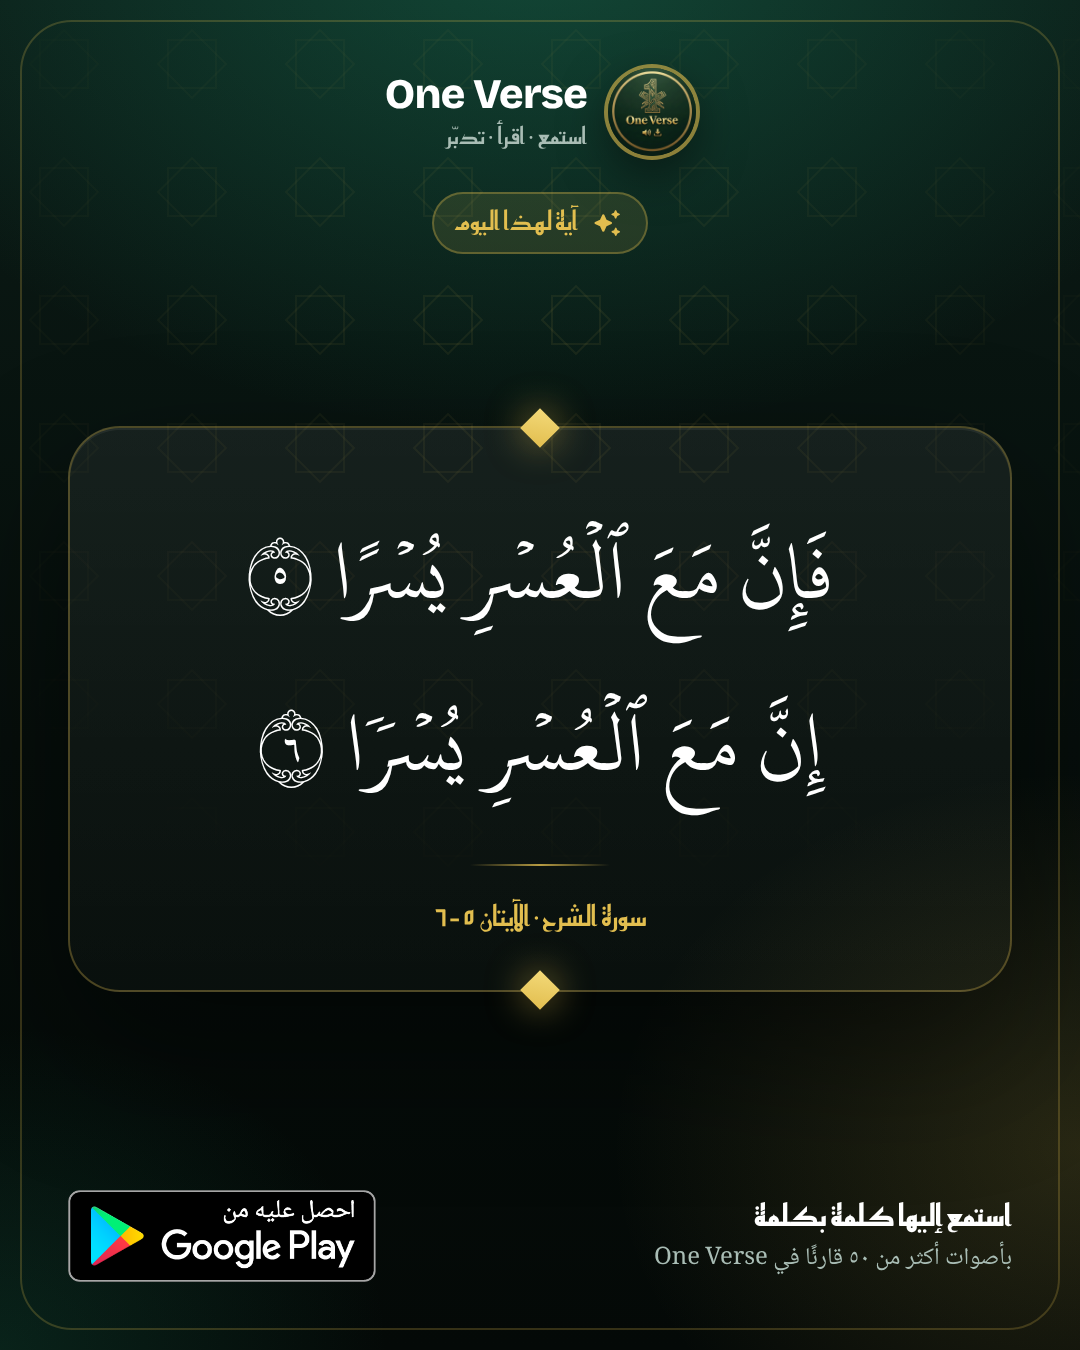 One Verse
استمع · اقرأ · تدبّر
One Verse
آية لهذا اليوم
فَإِنَّ مَعَ ٱلۡعُسۡرِ يُسۡرًا ٥
إِنَّ مَعَ ٱلۡعُسۡرِ يُسۡرٗا ٦
سورة الشرح · الآيتان ٥-٦
استمع إليها كلمة بكلمة
بأصوات أكثر من ٥٠ قارئًا في One Verse
احصل عليه من
Google Play